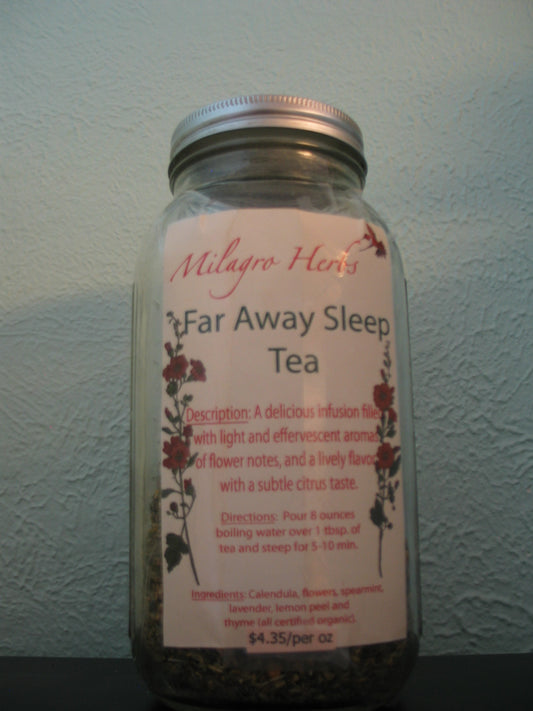 Milagro Herbs
Far Away Sleep
Tea
Description: A delicious infusion filled
with light and effervescent aromas
of flower notes, and a lively flavor
with a subtle citrus taste.
Directions: Pour 8 ounces
boiling water over 1 tbsp. of
tea and steep for 5-10 min.
Ingredients: Calendula, flowers, spearmint,
lavender, lemon peel and
thyme (all certified organic).
$4.35/per oz